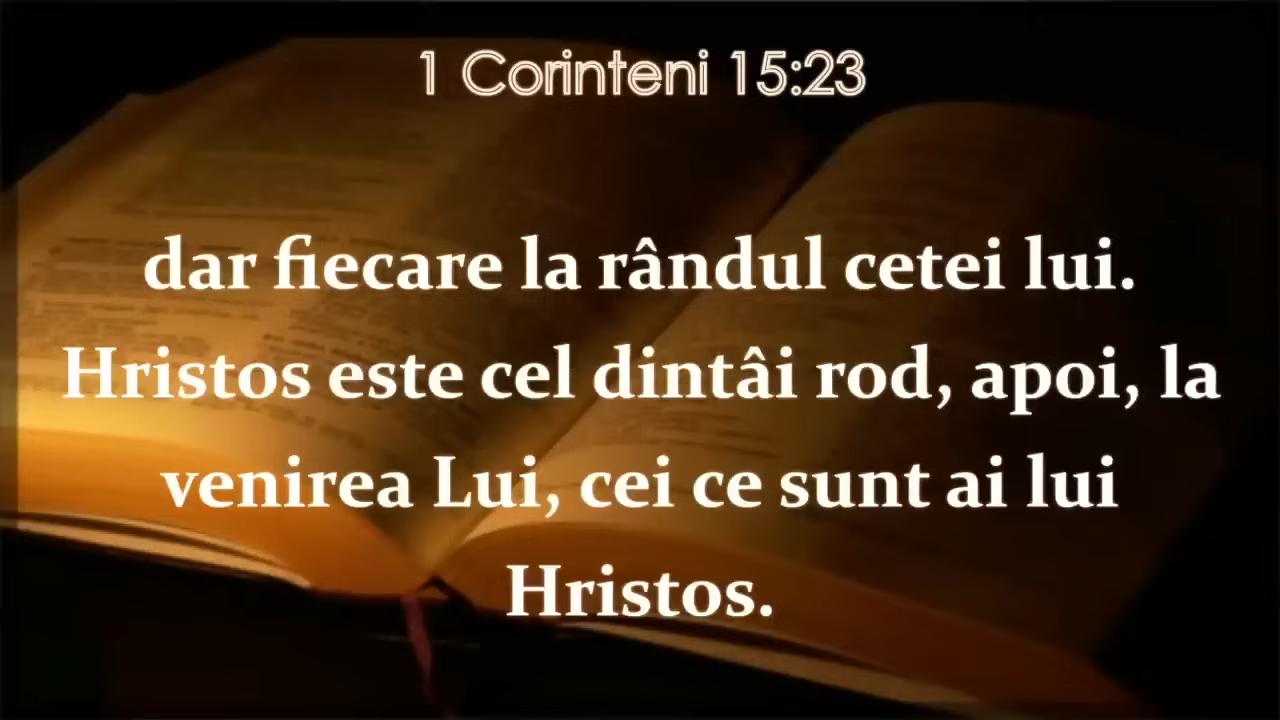 1 Corinteni 15:23
dar fiecare la rândul cetei lui.
Hristos este cel dintâi rod, apoi, la
venirea Lui, cei ce sunt ai lui
Hristos.